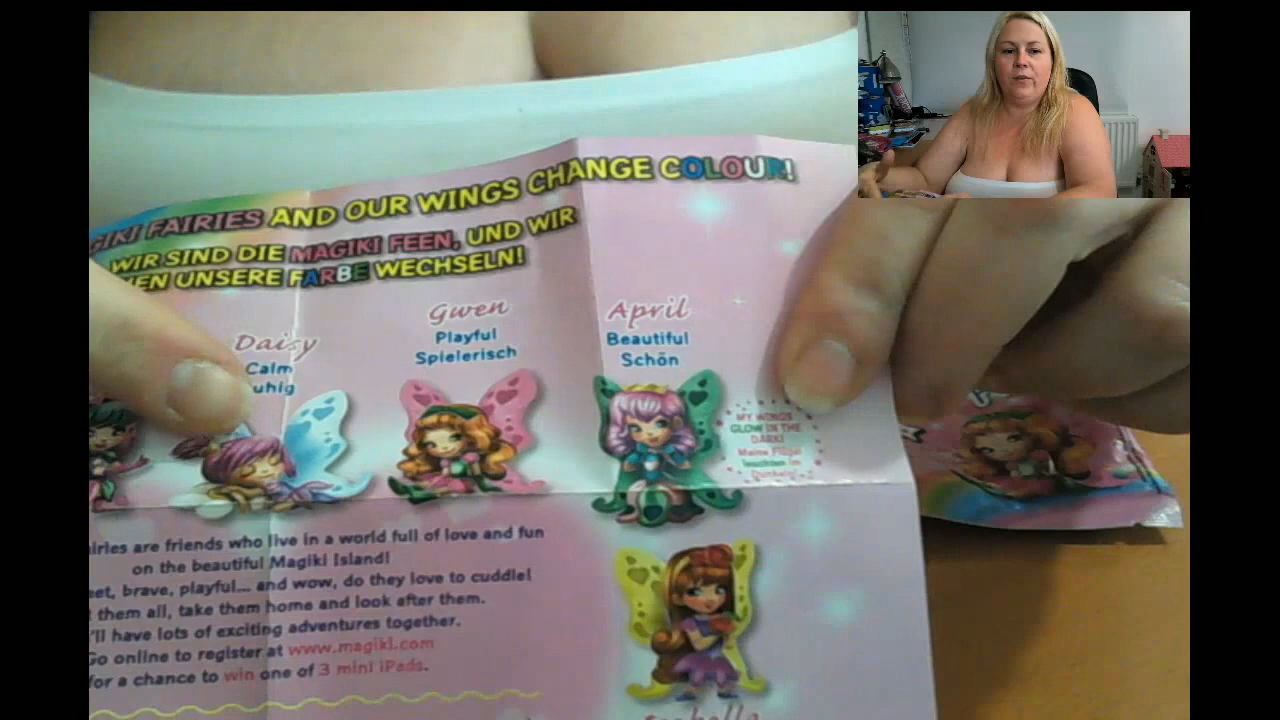 FAIRIES AND OUR WINGS CHANGE COLOUR!
WIR SIND DIE MAGIKI FEEN, UND WIR
UNSERE FARBE WECHSELN!
Daisy
Calm
Gwen
Playful
Spielerisch
April
Beautiful
Schön
MY WINGS
GLOW IN THE
DARK!
Meine Flügel
leuchten im
Dunkeln!
are friends who live in a world full of love and fun
on the beautiful Magiki Island!
brave, playful... and wow, do they love to cuddle!
them all, take them home and look after them.
have lots of exciting adventures together.
Go online to register at www.magiki.com
for a chance to win one of 3 mini iPads.